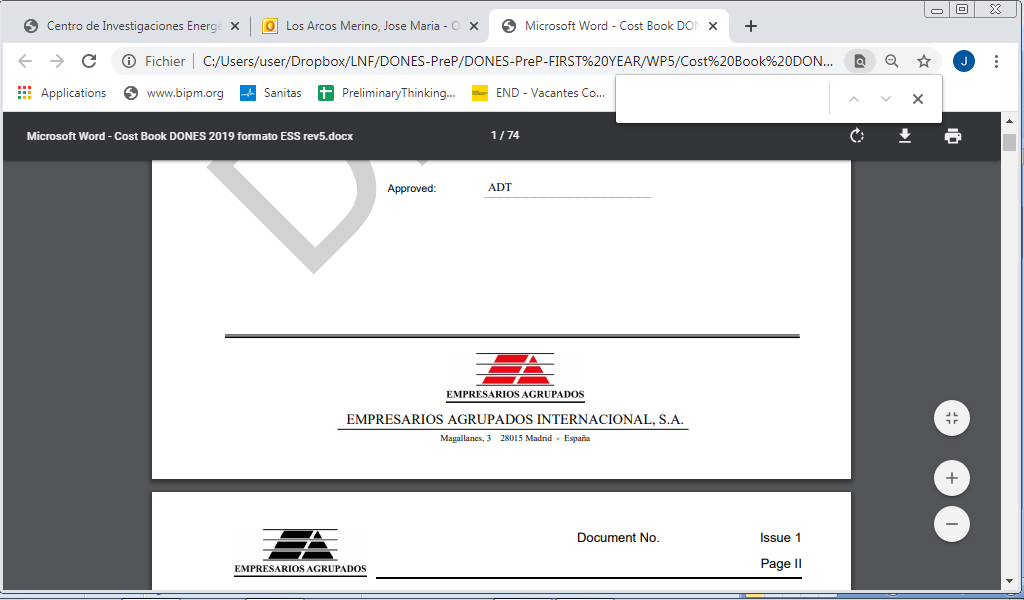 Centro de Investigaciones Energé
Los Arcos Merino, Jose Maria - O
Microsoft Word - Cost Book DON
Fichier
C:/Users/user/Dropbox/LNF/DONES-PreP/DONES-PreP-FIRST%20YEAR/WP5/Cost%20Book%20DON...
J
Applications
www.bipm.org
Sanitas
PreliminaryThinking...
END - Vacantes Co...
Microsoft Word - Cost Book DONES 2019 formato ESS rev5.docx
1 / 74
Approved:
ADT
EMPRESARIOS AGRUPADOS
EMPRESARIOS AGRUPADOS INTERNACIONAL, S.A.
Magallanes, 3 28015 Madrid - España
Document No.
Issue 1
Page II
EMPRESARIOS AGRUPADOS